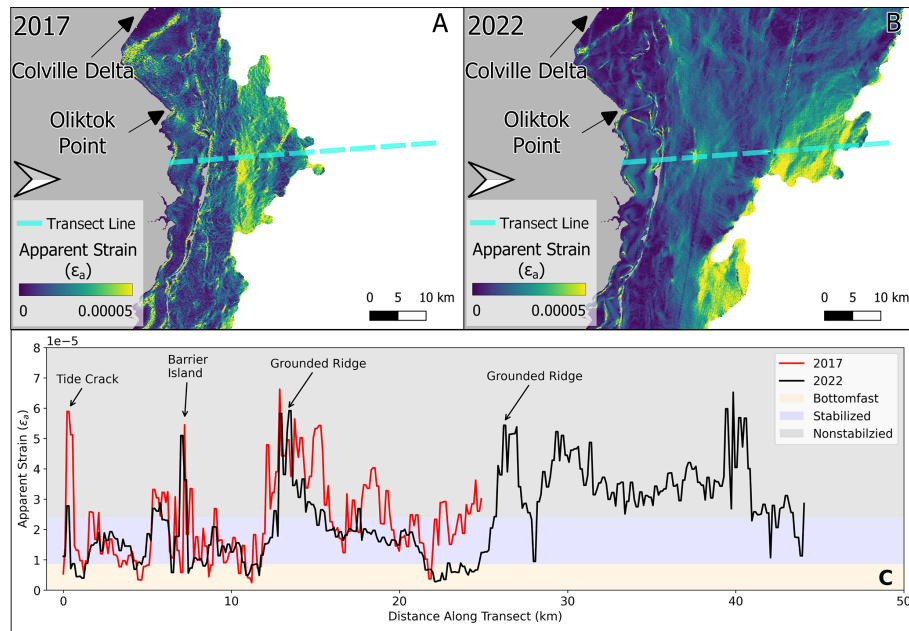 2017
A
Colville Delta
Oliktok
Point
Transect Line
Apparent Strain
(εa)
0 0.00005
0 5 10 km
2022
B
Colville Delta
Oliktok
Point
Transect Line
Apparent Strain
(εa)
0 0.00005
0 5 10 km
1e-5
8
7
6
5
4
3
2
1
0
Apparent Strain (εa)
Tide Crack
Barrier
Island
Grounded Ridge
Grounded Ridge
2017
2022
Bottomfast
Stabilized
Nonstabilzied
C
0 10 20 30 40 50
Distance Along Transect (km)